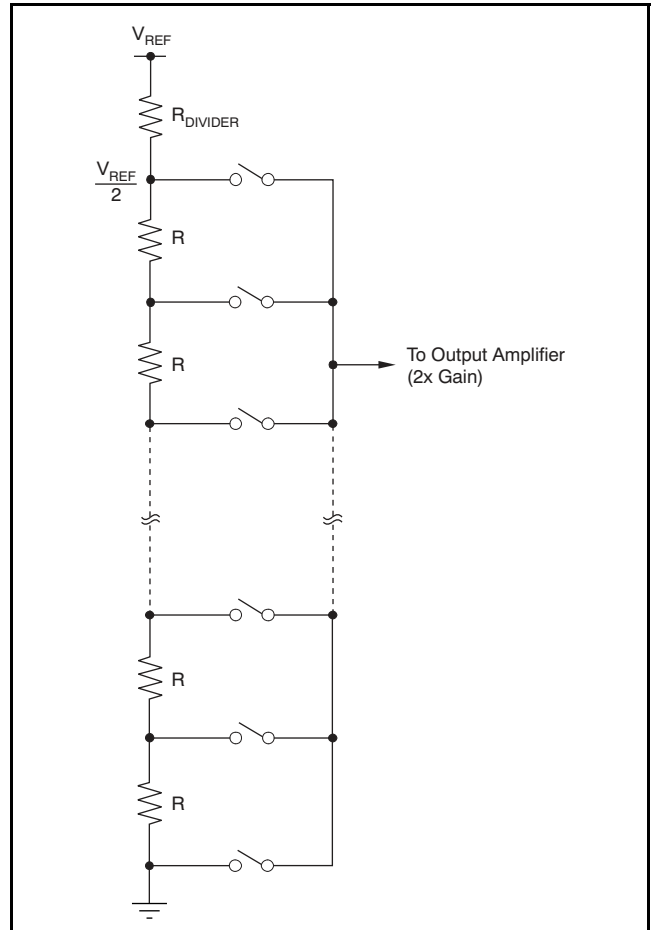 V_REF
R_DIVIDER
V_REF
2
R
R
To Output Amplifier
(2x Gain)
R
R